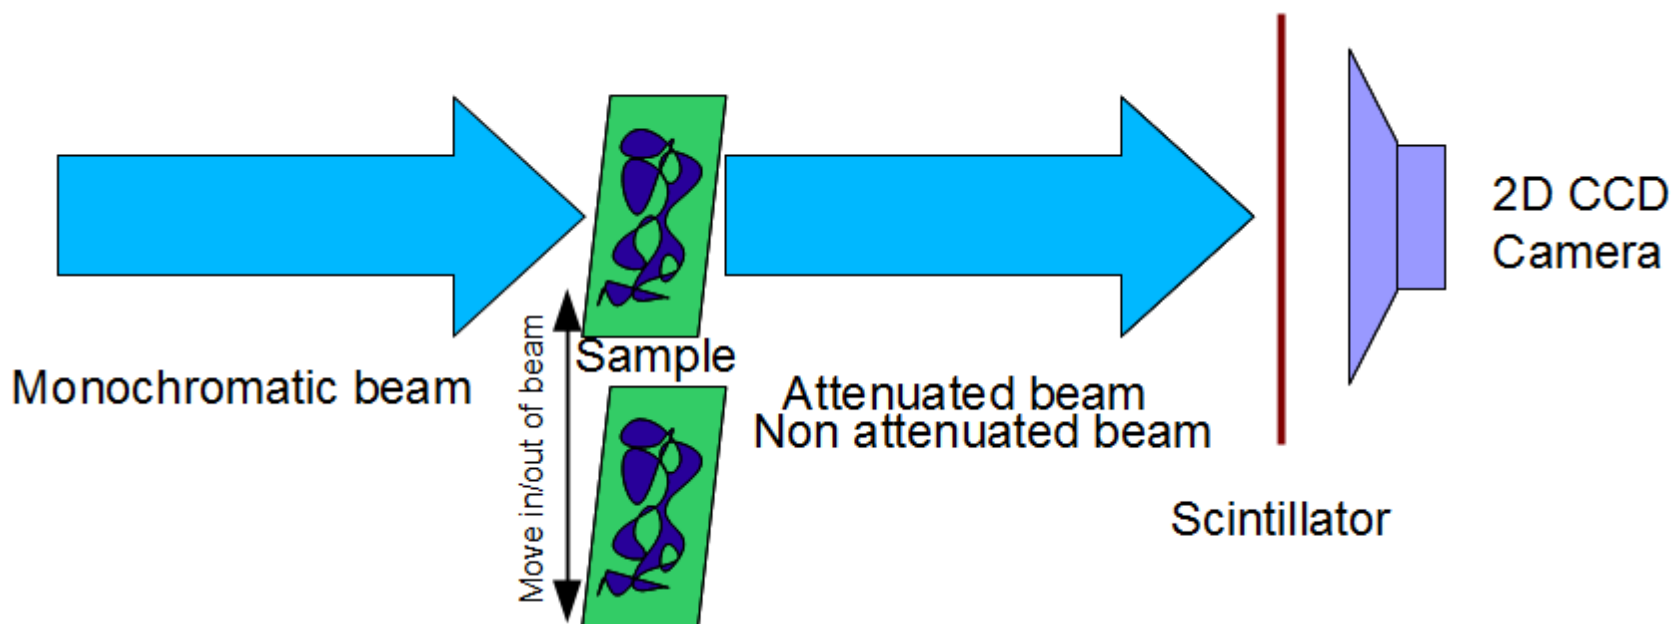 Monochromatic beam
Move in/out of beam
Sample
Attenuated beam
Non attenuated beam
Scintillator
2D CCD
Camera